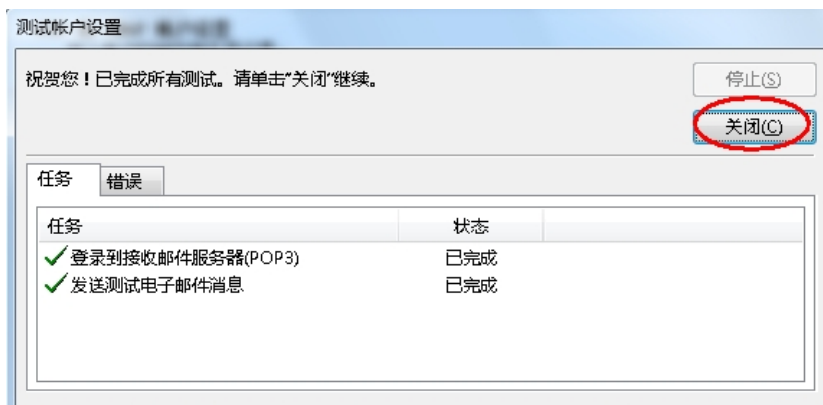 测试帐户设置
祝贺您！已完成所有测试。请单击“关闭”继续。
停止(S)
关闭(C)
任务 错误
任务 状态
登录到接收邮件服务器(POP3) 已完成
发送测试电子邮件消息 已完成